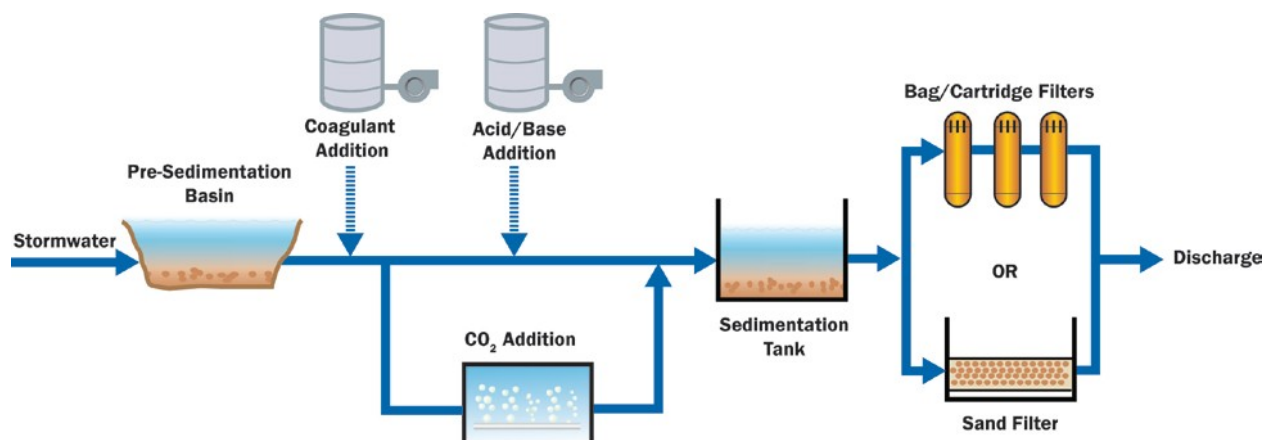 Coagulant
Addition
Acid/Base
Addition
Bag/Cartridge Filters
Pre-Sedimentation
Basin
Stormwater
OR
Discharge
CO₂ Addition
Sedimentation
Tank
Sand Filter